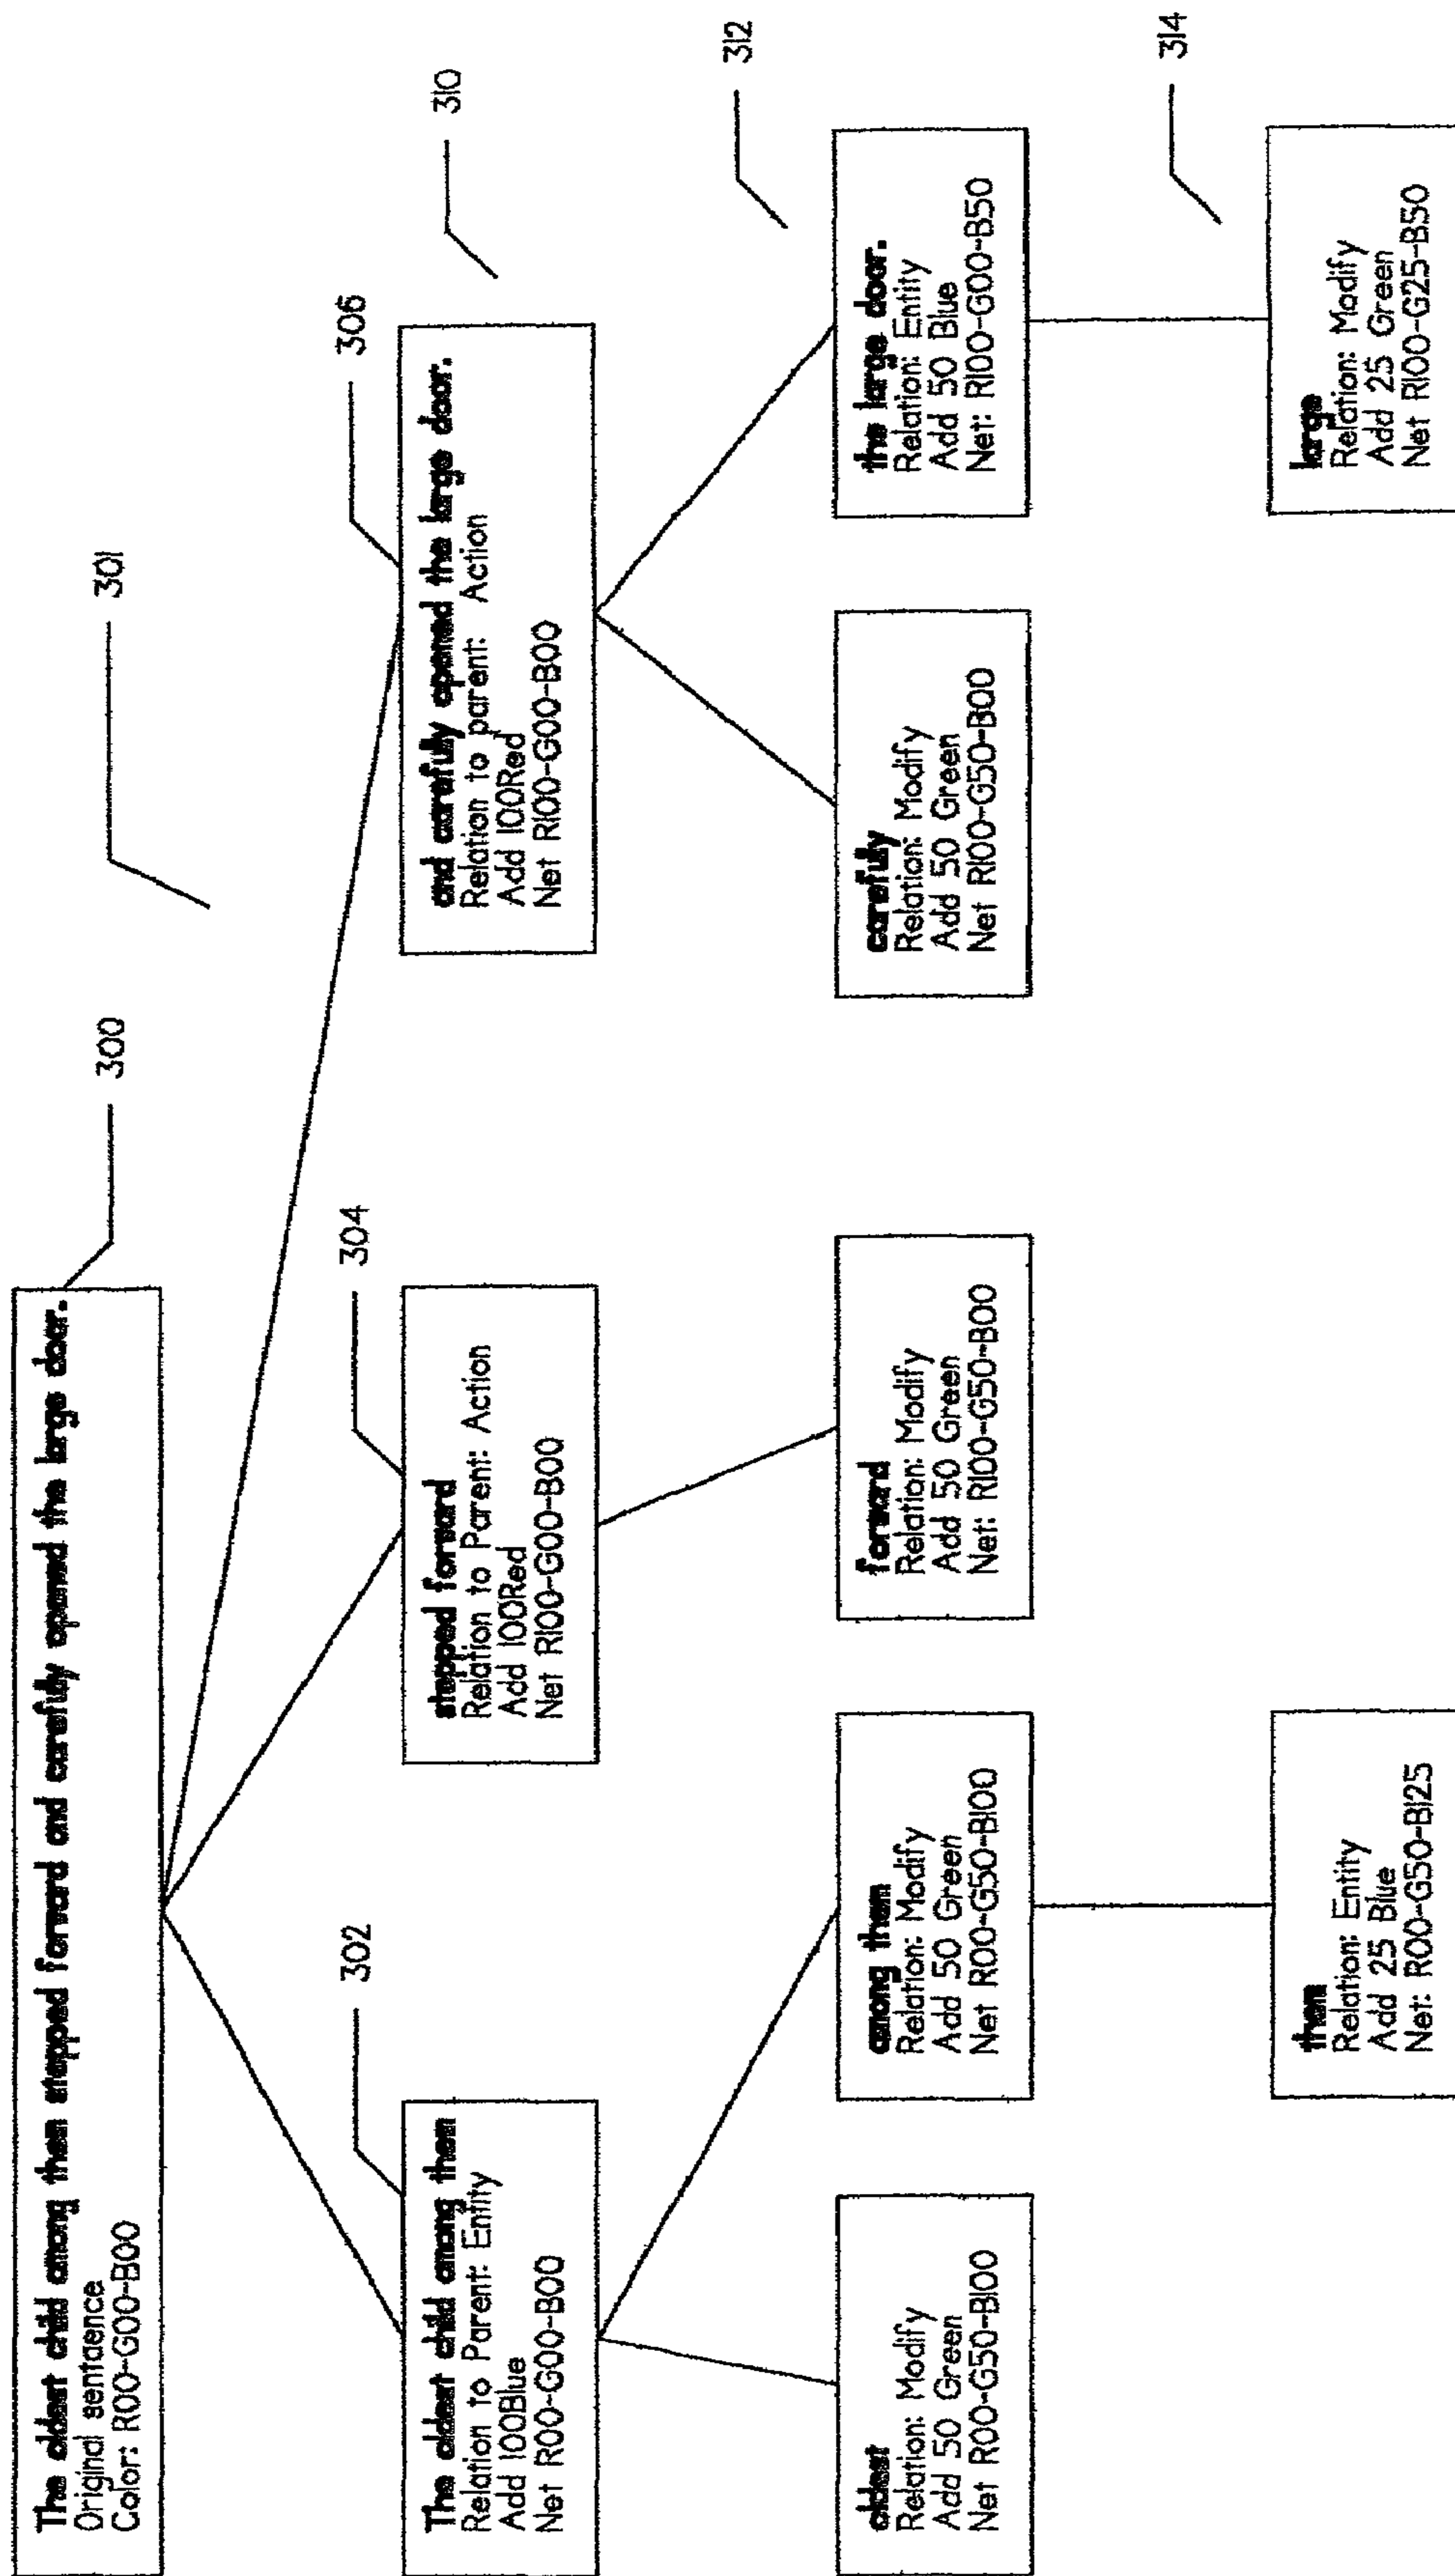 The oldest child among them stepped forward and carefully opened the large door.
Original sentaence
Color: R00-G00-B00
300
301
The oldest child among them
Relation to Parent: Entity
Add 100Blue
Net R00-G00-B00
302
stepped forward
Relation to Parent: Action
Add 100Red
Net R100-G00-B00
304
and carefully opened the large door.
Relation to parent: Action
Add 100Red
Net R100-G00-B00
306
310
oldest
Relation: Modify
Add 50 Green
Net R00-G50-B100
among them
Relation: Modify
Add 50 Green
Net R00-G50-B100
forward
Relation: Modify
Add 50 Green
Net: R100-G50-B00
carefully
Relation: Modify
Add 50 Green
Net R100-G50-B00
the large door.
Relation: Entity
Add 50 Blue
Net: R100-G00-B50
312
them
Relation: Entity
Add 25 Blue
Net: R00-G50-B125
large
Relation: Modify
Add 25 Green
Net R100-G25-B50
314